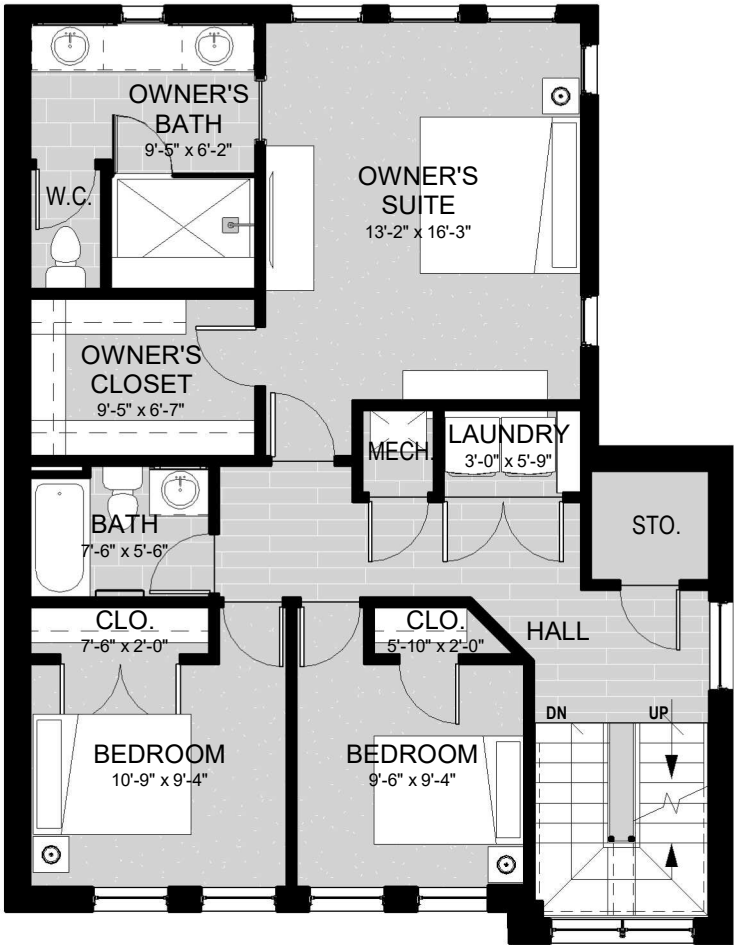 OWNER'S
BATH
9'-5" x 6'-2"
W.C.
OWNER'S
SUITE
13'-2" x 16'-3"
OWNER'S
CLOSET
9'-5" x 6'-7"
MECH.
LAUNDRY
3'-0" x 5'-9"
BATH
7'-6" x 5'-6"
STO.
CLO.
7'-6" x 2'-0"
CLO.
5'-10" x 2'-0"
HALL
DN
UP
BEDROOM
10'-9" x 9'-4"
BEDROOM
9'-6" x 9'-4"